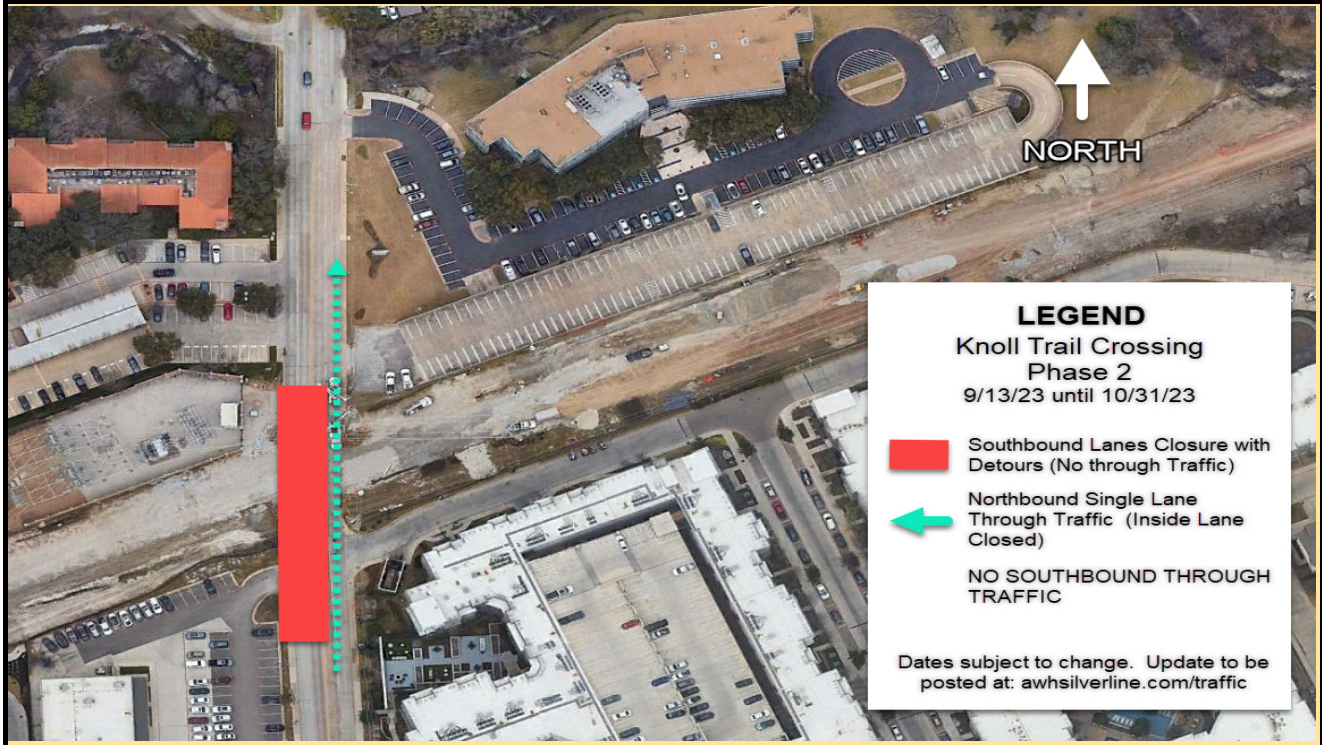 NORTH
LEGEND
Knoll Trail Crossing
Phase 2
9/13/23 until 10/31/23
Southbound Lanes Closure with
Detours (No through Traffic)
Northbound Single Lane
Through Traffic (Inside Lane
Closed)
NO SOUTHBOUND THROUGH
TRAFFIC
Dates subject to change. Update to be
posted at: awhsilverline.com/traffic